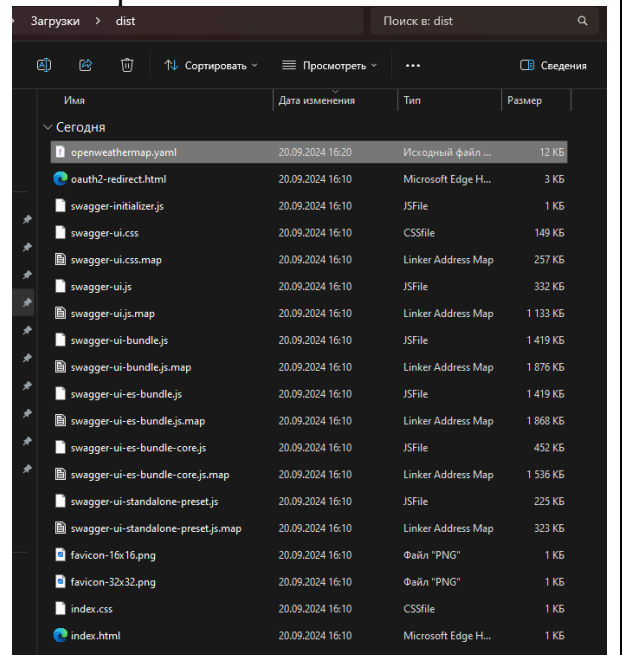 Загрузки > dist Поиск в: dist
Сортировать Просмотреть ... Сведения
Имя Дата изменения Тип Размер
Сегодня
openweathermap.yaml 20.09.2024 16:20 Исходный файл ... 12 КБ
oauth2-redirect.html 20.09.2024 16:10 Microsoft Edge H... 3 КБ
swagger-initializer.js 20.09.2024 16:10 JSFile 1 КБ
swagger-ui.css 20.09.2024 16:10 CSSfile 149 КБ
swagger-ui.css.map 20.09.2024 16:10 Linker Address Map 257 КБ
swagger-ui.js 20.09.2024 16:10 JSFile 332 КБ
swagger-ui.js.map 20.09.2024 16:10 Linker Address Map 1 133 КБ
swagger-ui-bundle.js 20.09.2024 16:10 JSFile 1 419 КБ
swagger-ui-bundle.js.map 20.09.2024 16:10 Linker Address Map 1 876 КБ
swagger-ui-es-bundle.js 20.09.2024 16:10 JSFile 1 419 КБ
swagger-ui-es-bundle.js.map 20.09.2024 16:10 Linker Address Map 1 868 КБ
swagger-ui-es-bundle-core.js 20.09.2024 16:10 JSFile 452 КБ
swagger-ui-es-bundle-core.js.map 20.09.2024 16:10 Linker Address Map 1 536 КБ
swagger-ui-standalone-preset.js 20.09.2024 16:10 JSFile 225 КБ
swagger-ui-standalone-preset.js.map 20.09.2024 16:10 Linker Address Map 323 КБ
favicon-16x16.png 20.09.2024 16:10 Файл "PNG" 1 КБ
favicon-32x32.png 20.09.2024 16:10 Файл "PNG" 1 КБ
index.css 20.09.2024 16:10 CSSfile 1 КБ
index.html 20.09.2024 16:10 Microsoft Edge H... 1 КБ